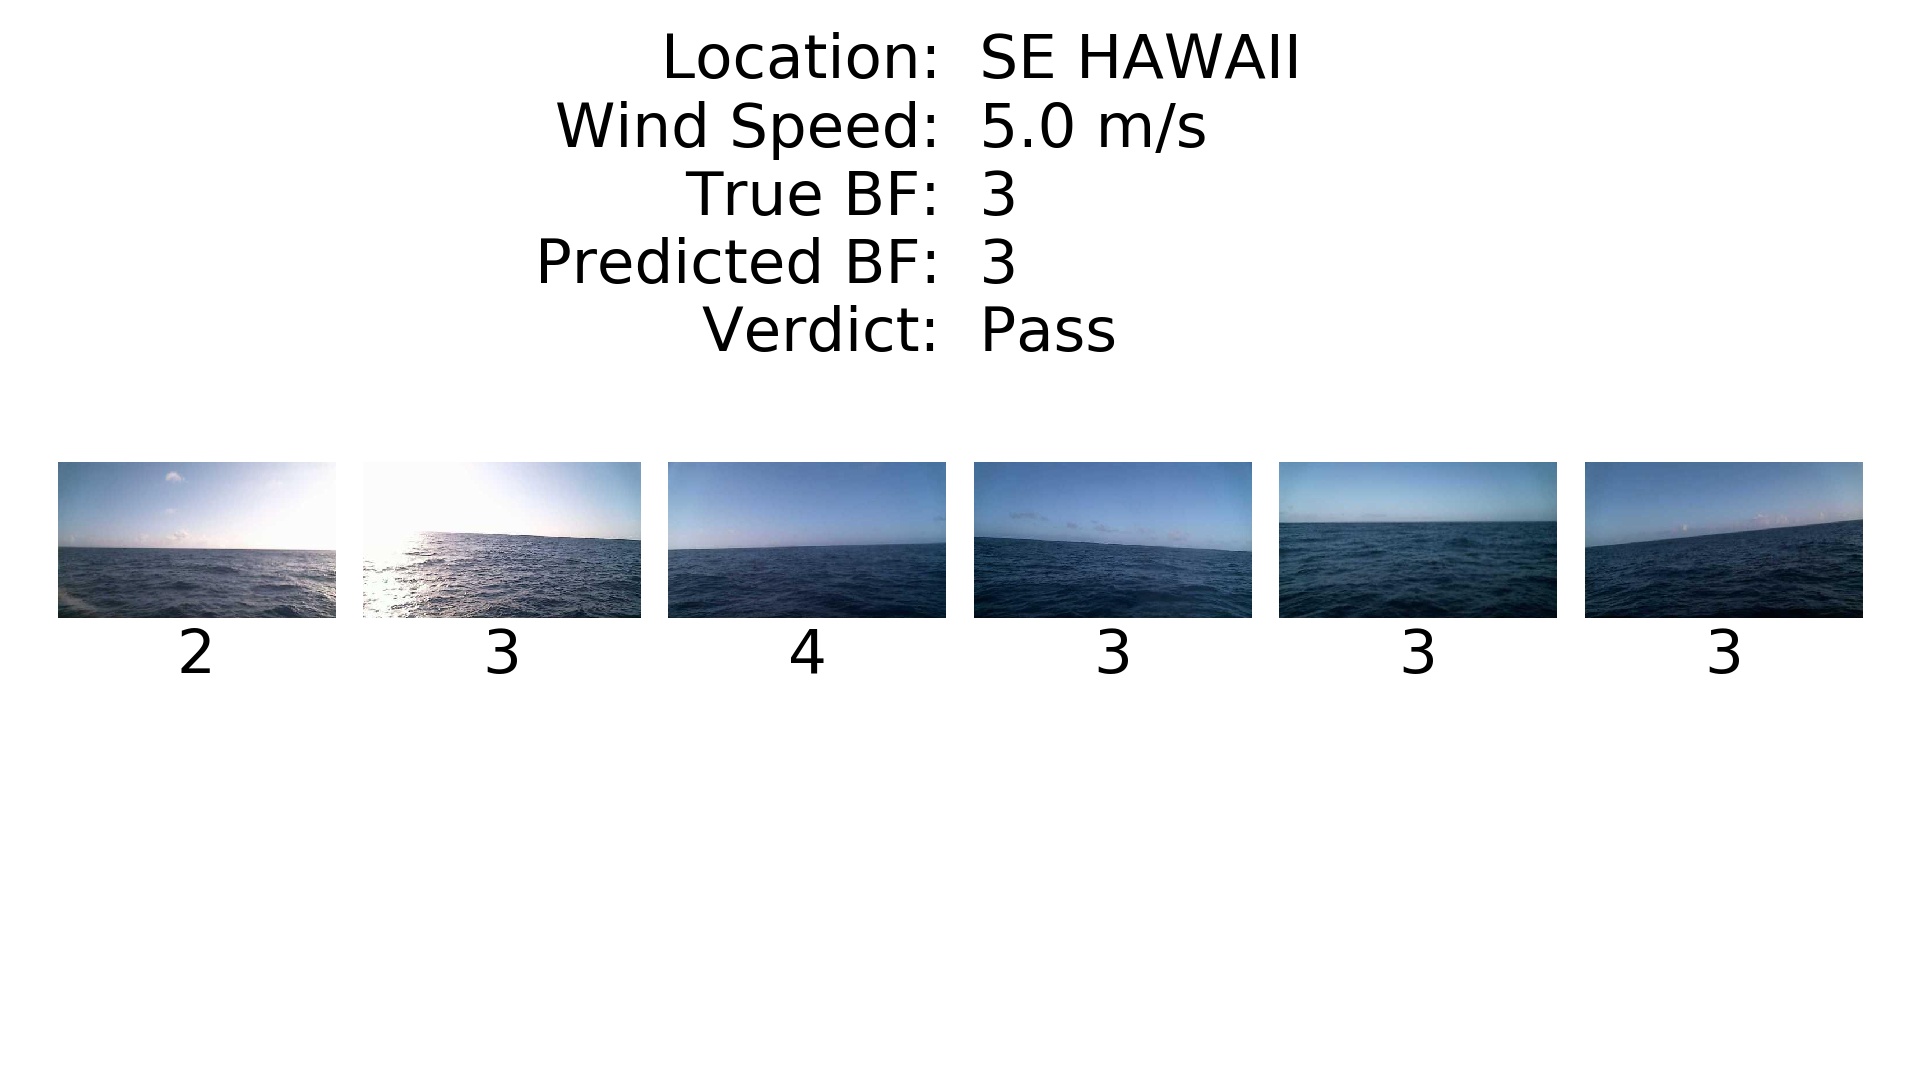 Location: SE HAWAII
Wind Speed: 5.0 m/s
True BF: 3
Predicted BF: 3
Verdict: Pass
2 3 4 3 3 3